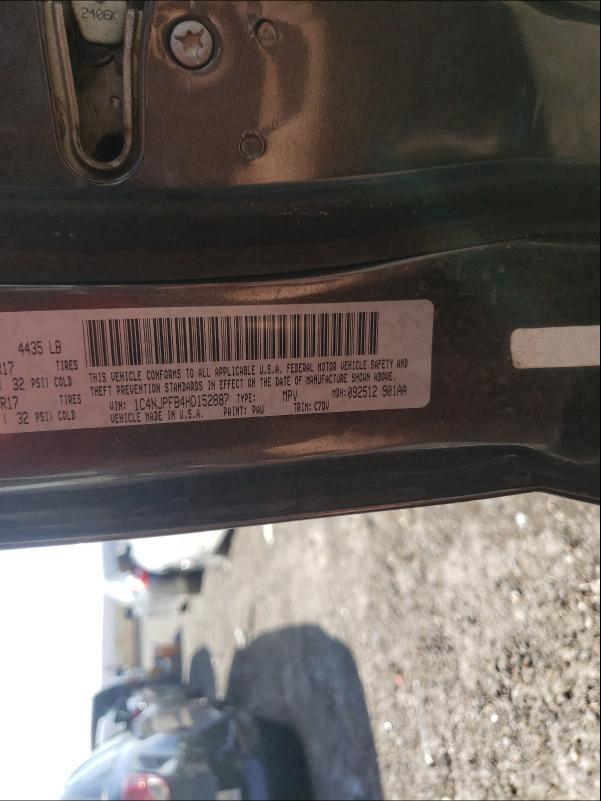 2406K
4435 LB
R17 TIRES
( 32 PSI) COLD
R17 TIRES
( 32 PSI) COLD
THIS VEHICLE CONFORMS TO ALL APPLICABLE U.S.A. FEDERAL MOTOR VEHICLE SAFETY AND
THEFT PREVENTION STANDARDS IN EFFECT ON THE DATE OF MANUFACTURE SHOWN ABOVE.
VIN: 1C4NJPFB4HD152887 TYPE: MPV MDH: 092512 901AA
VEHICLE MADE IN U.S.A. PAINT: PAU TRIM: C7DV